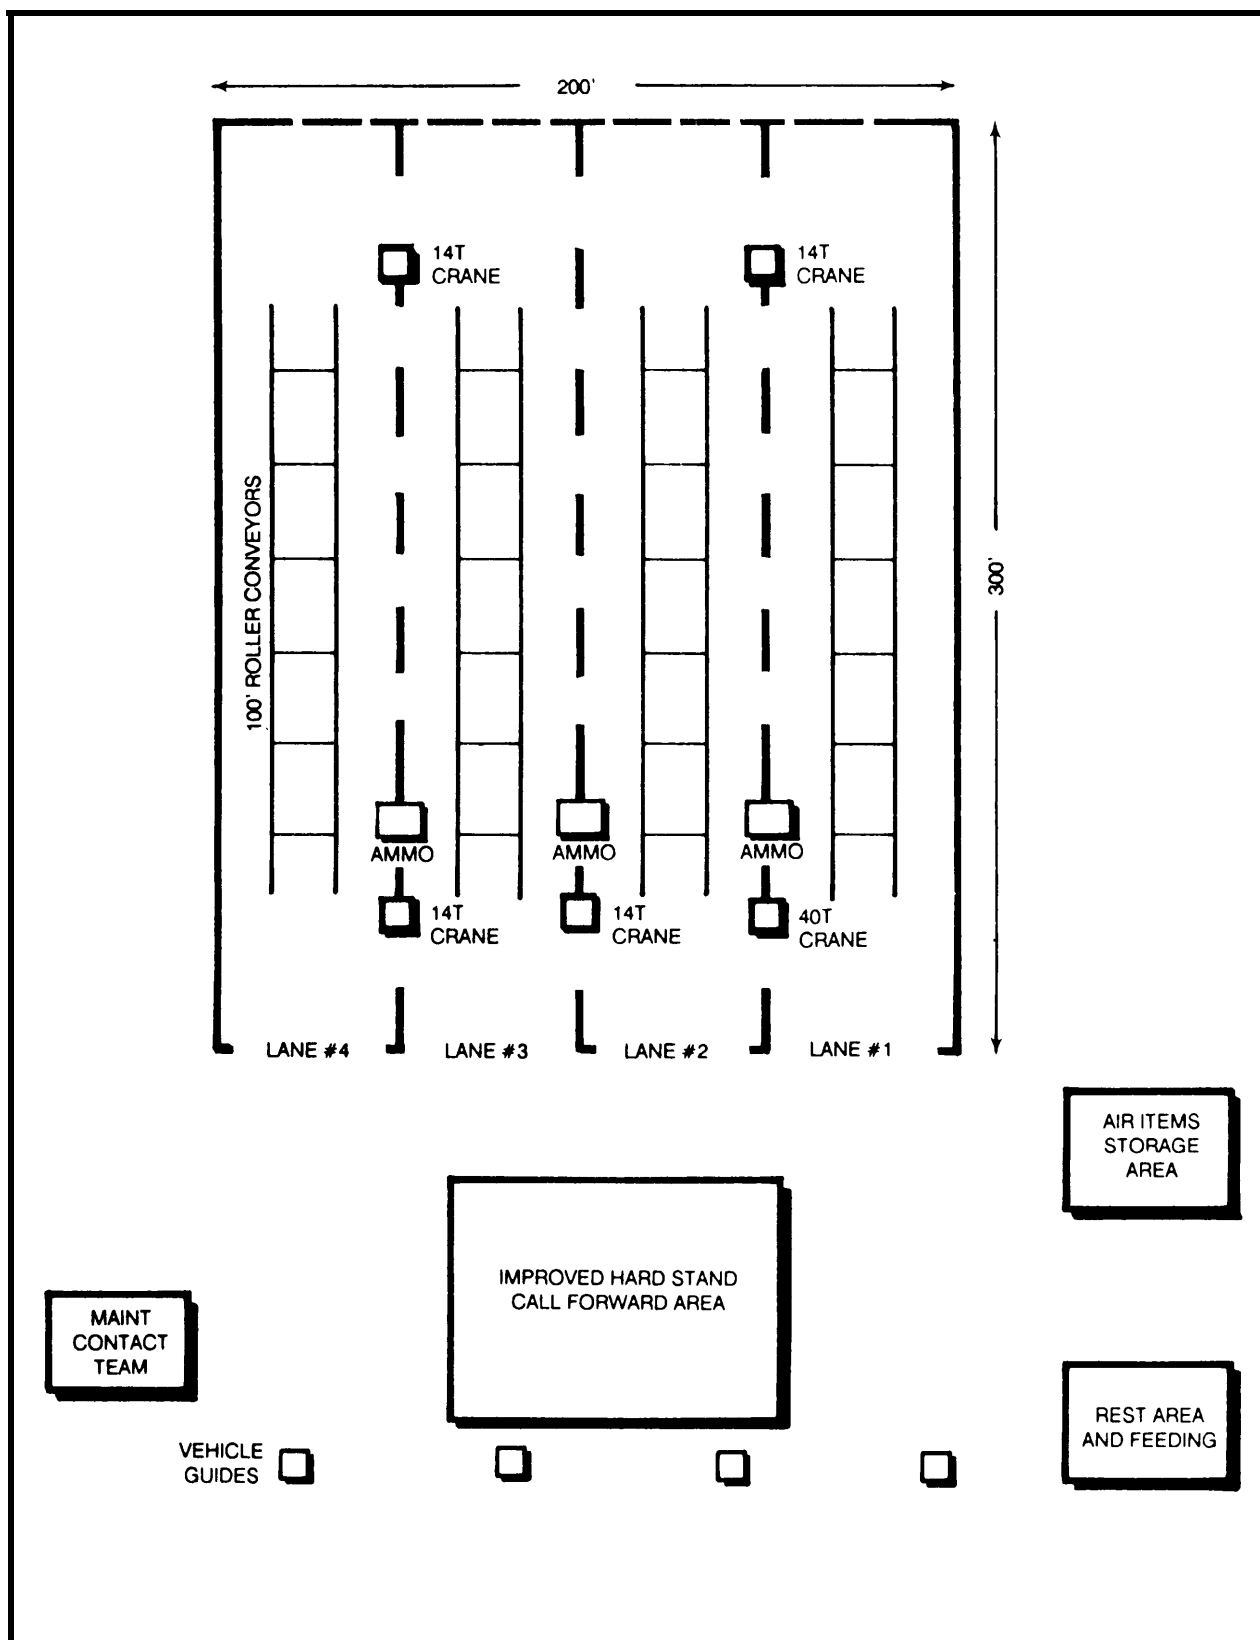 200'
14T
CRANE
14T
CRANE
100' ROLLER CONVEYORS
300'
AMMO
AMMO
AMMO
14T
CRANE
14T
CRANE
40T
CRANE
LANE #4
LANE #3
LANE #2
LANE #1
AIR ITEMS
STORAGE
AREA
IMPROVED HARD STAND
CALL FORWARD AREA
MAINT
CONTACT
TEAM
REST AREA
AND FEEDING
VEHICLE
GUIDES